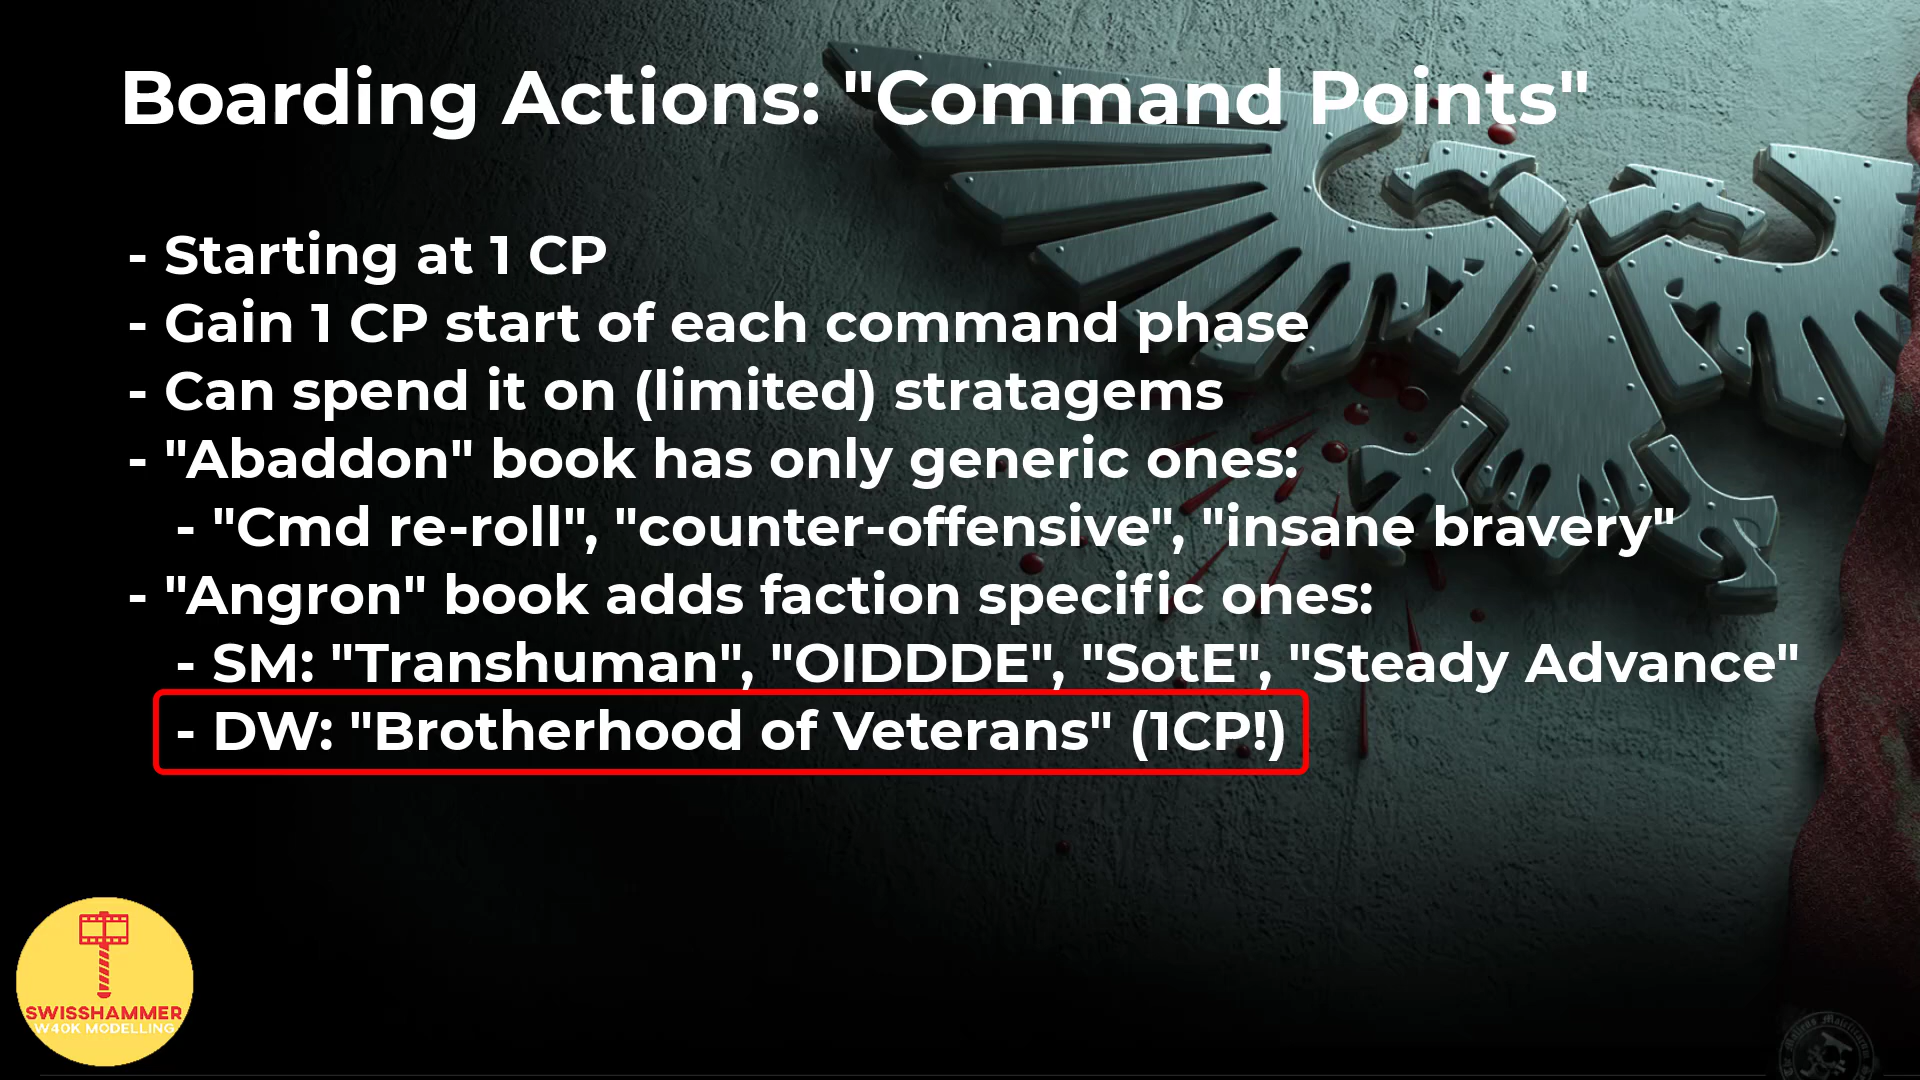 Boarding Actions: "Command Points"
- Starting at 1 CP
- Gain 1 CP start of each command phase
- Can spend it on (limited) stratagems
- "Abaddon" book has only generic ones:
- "Cmd re-roll", "counter-offensive", "insane bravery"
- "Angron" book adds faction specific ones:
- SM: "Transhuman", "OIDDDE", "SotE", "Steady Advance"
- DW: "Brotherhood of Veterans" (1CP!)
SWISSHAMMER
W40K MODELLING